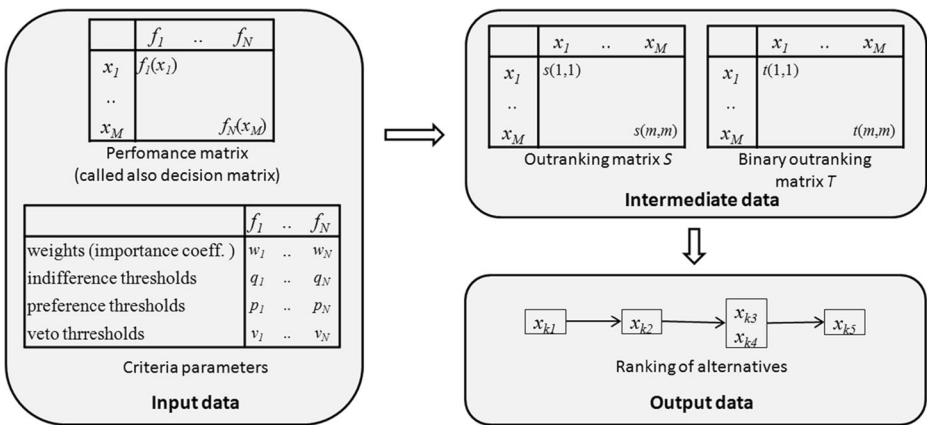 f1 .. fN
x1 f1(x1)
..
xM fN(xM)
Perfomance matrix
(called also decision matrix)
f1 .. fN
weights (importance coeff. ) w1 .. wN
indifference thresholds q1 .. qN
preference thresholds p1 .. pN
veto thrresholds v1 .. vN
Criteria parameters
Input data
x1 .. xM
x1 s(1,1)
..
xM s(m,m)
Outranking matrix S
x1 .. xM
x1 t(1,1)
..
xM t(m,m)
Binary outranking
matrix T
Intermediate data
xk1
xk2
xk3
xk4
xk5
Ranking of alternatives
Output data